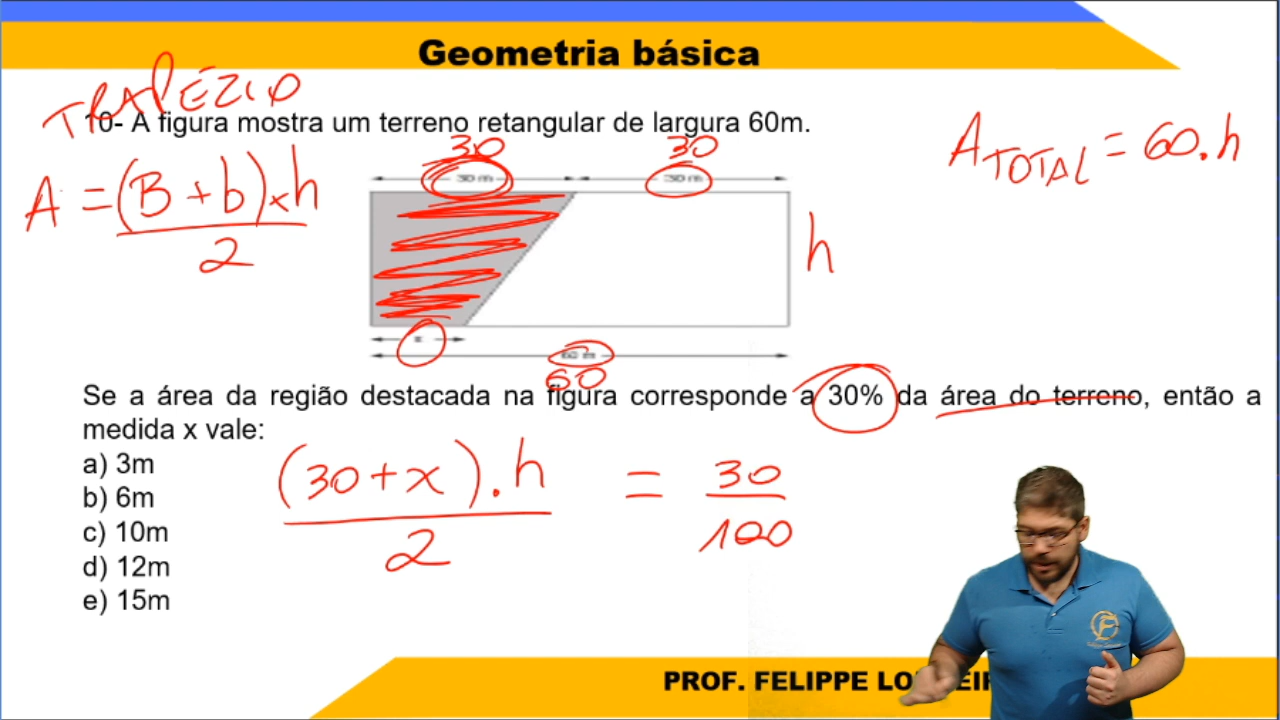 Geometria básica
TRAPÉZIO
10- A figura mostra um terreno retangular de largura 60m.
A = (B + b) x h
2
A TOTAL = 60.h
30 30
30 m 30 m
h
x
60 m
60
Se a área da região destacada na figura corresponde a 30% da área do terreno, então a
medida x vale:
a) 3m
b) 6m
c) 10m
d) 12m
e) 15m
(30+x).h = 30
2 100
PROF. FELIPPE